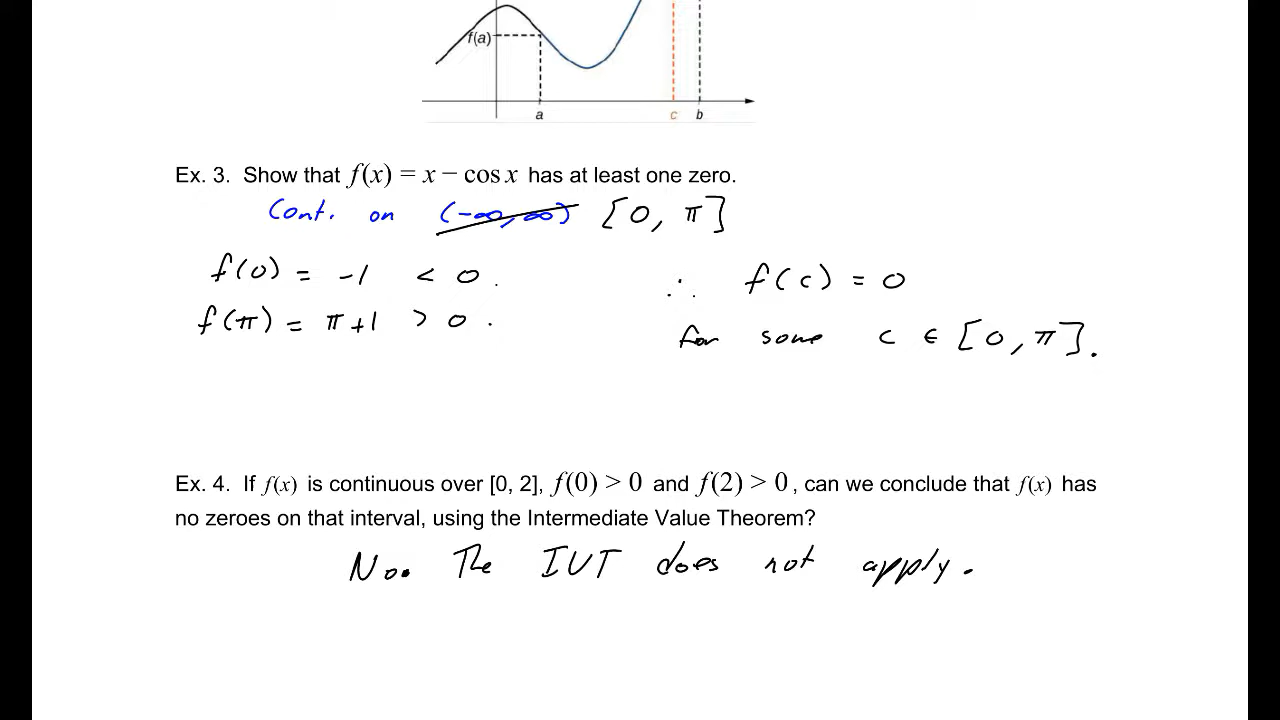 f(a)
a c b
Ex. 3. Show that f(x) = x − cos x has at least one zero.
Cont. on (-∞, ∞) [0, π]
f(0) = -1 < 0.
f(π) = π+1 > 0.
∴ f(c) = 0
for some c ∈ [0, π].
Ex. 4. If f(x) is continuous over [0, 2], f(0) > 0 and f(2) > 0, can we conclude that f(x) has
no zeroes on that interval, using the Intermediate Value Theorem?
No. The IVT does not apply.